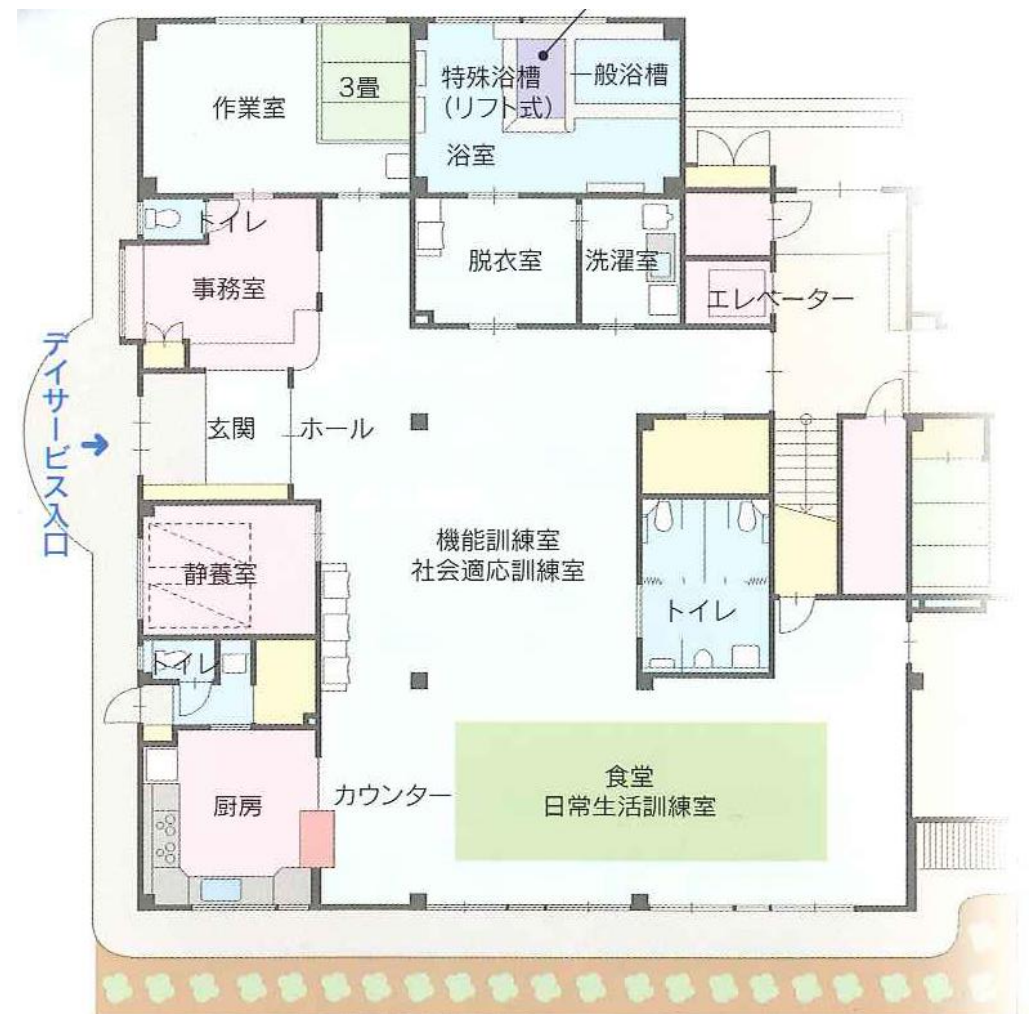 作業室
3畳
特殊浴槽
(リフト式)
一般浴槽
浴室
トイレ
事務室
脱衣室
洗濯室
エレベーター
デイサービス入口
玄関
ホール
機能訓練室
社会適応訓練室
静養室
トイレ
トイレ
厨房
カウンター
食堂
日常生活訓練室